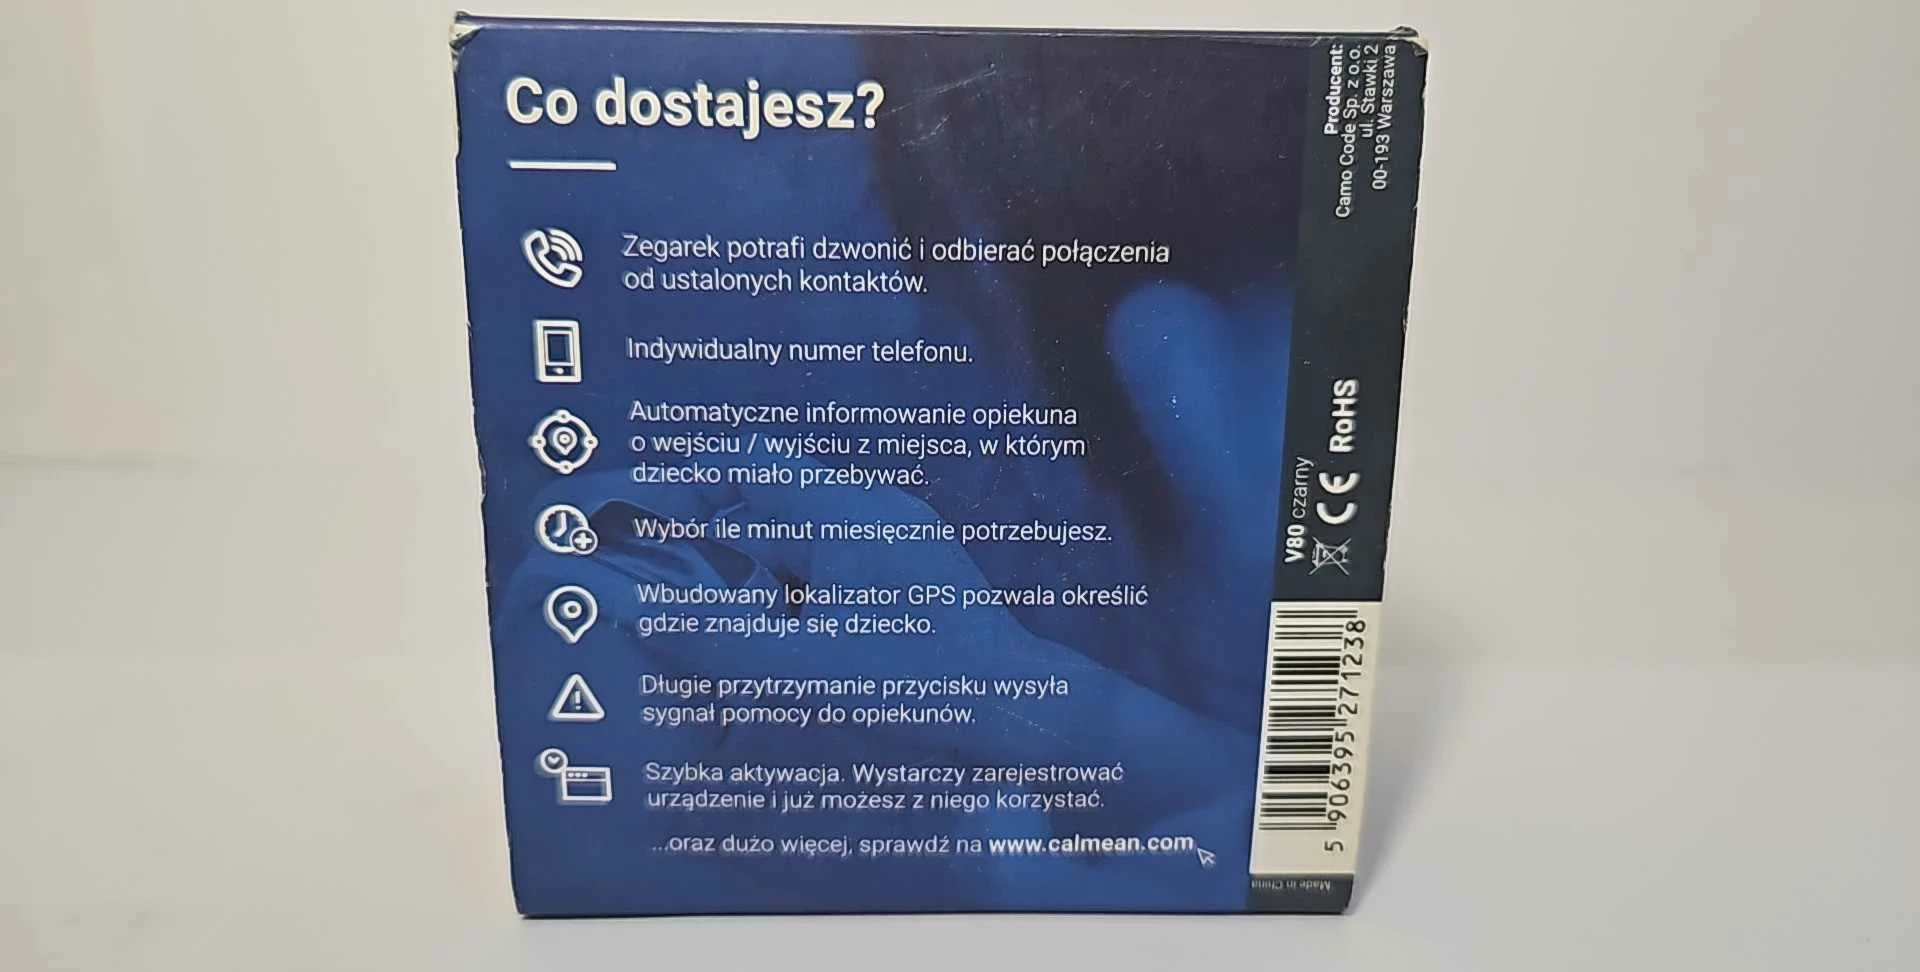 Co dostajesz?
Zegarek potrafi dzwonić i odbierać połączenia
od ustalonych kontaktów.
Indywidualny numer telefonu.
Automatyczne informowanie opiekuna
o wejściu / wyjściu z miejsca, w którym
dziecko miało przebywać.
Wybór ile minut miesięcznie potrzebujesz.
Wbudowany lokalizator GPS pozwala określić
gdzie znajduje się dziecko.
Długie przytrzymanie przycisku wysyła
sygnał pomocy do opiekunów.
Szybka aktywacja. Wystarczy zarejestrować
urządzenie i już możesz z niego korzystać.
...oraz dużo więcej, sprawdź na www.calmean.com
Producent:
Camo Code Sp. z o.o.
ul. Stawki 2
00-193 Warszawa
V80 czarny
CE RoHS
5 906395 271238
Made in China